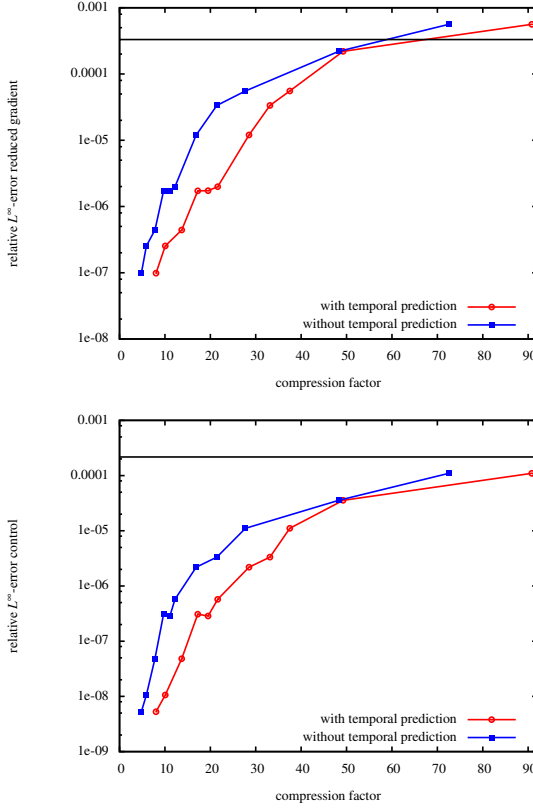 0.001
0.0001
1e-05
1e-06
1e-07
1e-08
relative L∞-error reduced gradient
with temporal prediction
without temporal prediction
0 10 20 30 40 50 60 70 80 90
compression factor
0.001
0.0001
1e-05
1e-06
1e-07
1e-08
1e-09
relative L∞-error control
with temporal prediction
without temporal prediction
0 10 20 30 40 50 60 70 80 90
compression factor